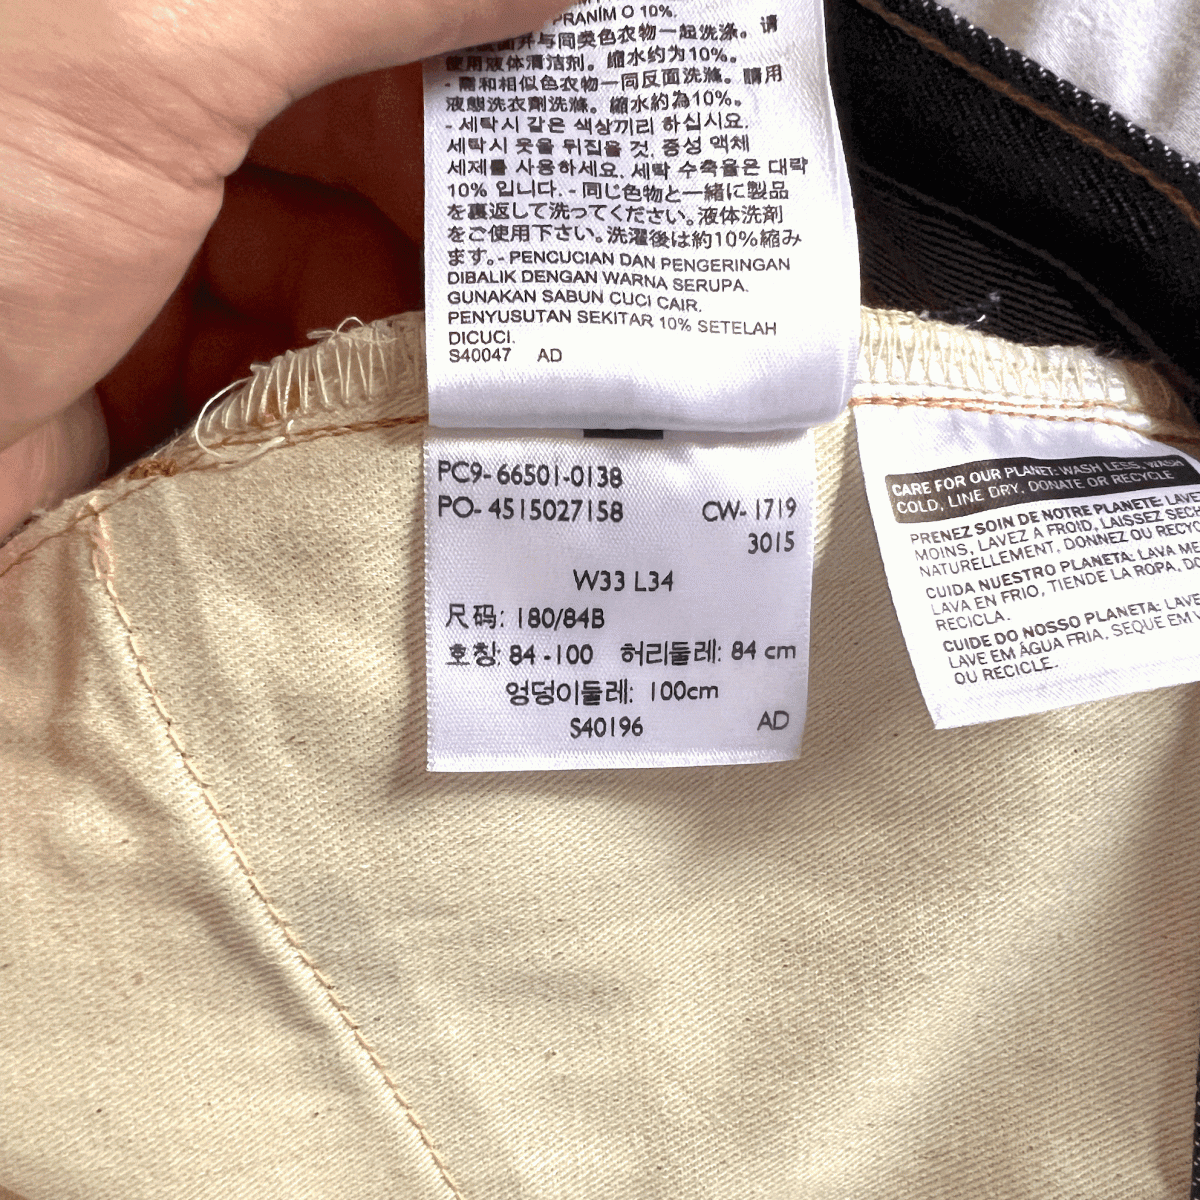 PRANÍM O 10%.
并与同类色衣物一起洗涤。请
使用液体清洁剂。縮水约为10%。
- 需和相似色衣物一同反面洗滌。請用
液態洗衣劑洗滌。縮水約為10%。
- 세탁시 같은 색상끼리 하십시요.
세탁시 옷을 뒤집을 것. 중성 액체
세제를 사용하세요. 세탁 수축율은 대략
10% 입니다. - 同じ色物と一緒に製品
を裏返して洗ってください。液体洗剤
をご使用下さい。洗濯後は約10%縮み
ます。- PENCUCIAN DAN PENGERINGAN
DIBALIK DENGAN WARNA SERUPA.
GUNAKAN SABUN CUCI CAIR.
PENYUSUTAN SEKITAR 10% SETELAH
DICUCI.
S40047 AD
PC9- 66501-0138
PO- 4515027158 CW- 1719
3015
W33 L34
尺码: 180/84B
호칭: 84 -100 허리둘레: 84 cm
엉덩이둘레: 100cm
S40196 AD
CARE FOR OUR PLANET: WASH LESS, WASH
COLD, LINE DRY, DONATE OR RECYCLE
PRENEZ SOIN DE NOTRE PLANETE: LAVE
MOINS, LAVEZ A FROID, LAISSEZ SEC
NATURELLEMENT, DONNEZ OU RECYC
CUIDA NUESTRO PLANETA: LAVA ME
LAVA EN FRIO, TIENDE LA ROPA, DO
RECICLA.
CUIDE DO NOSSO PLANETA: LAVE
LAVE EM ÁGUA FRIA, SEQUE EM V
OU RECICLE.